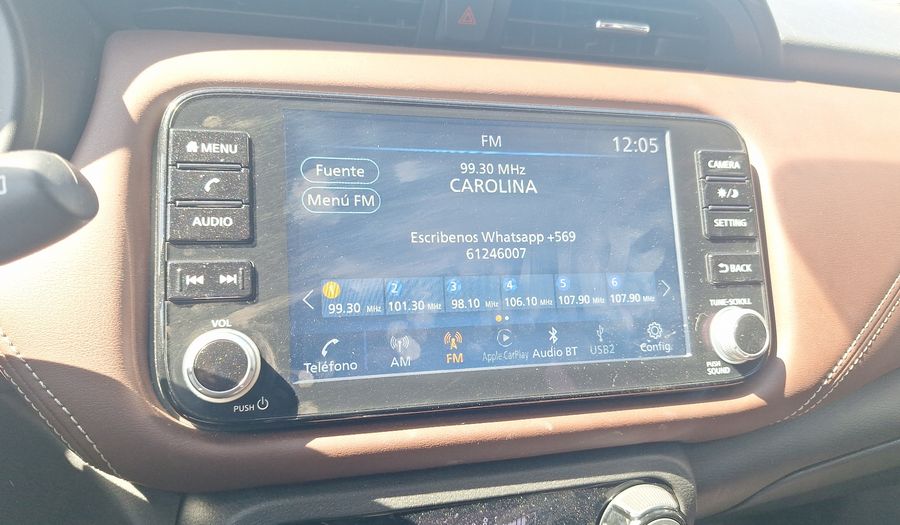 MENU
AUDIO
VOL
PUSH
FM
12:05
Fuente
Menú FM
99.30 MHz
CAROLINA
Escribenos Whatsapp +569
61246007
99.30 MHz
2 101.30 MHz
3 98.10 MHz
4 106.10 MHz
5 107.90 MHz
6 107.90 MHz
Teléfono
AM
FM
Apple CarPlay
Audio BT
USB2
Config.
CAMERA
SETTING
BACK
TUNE-SCROLL
PUSH
SOUND